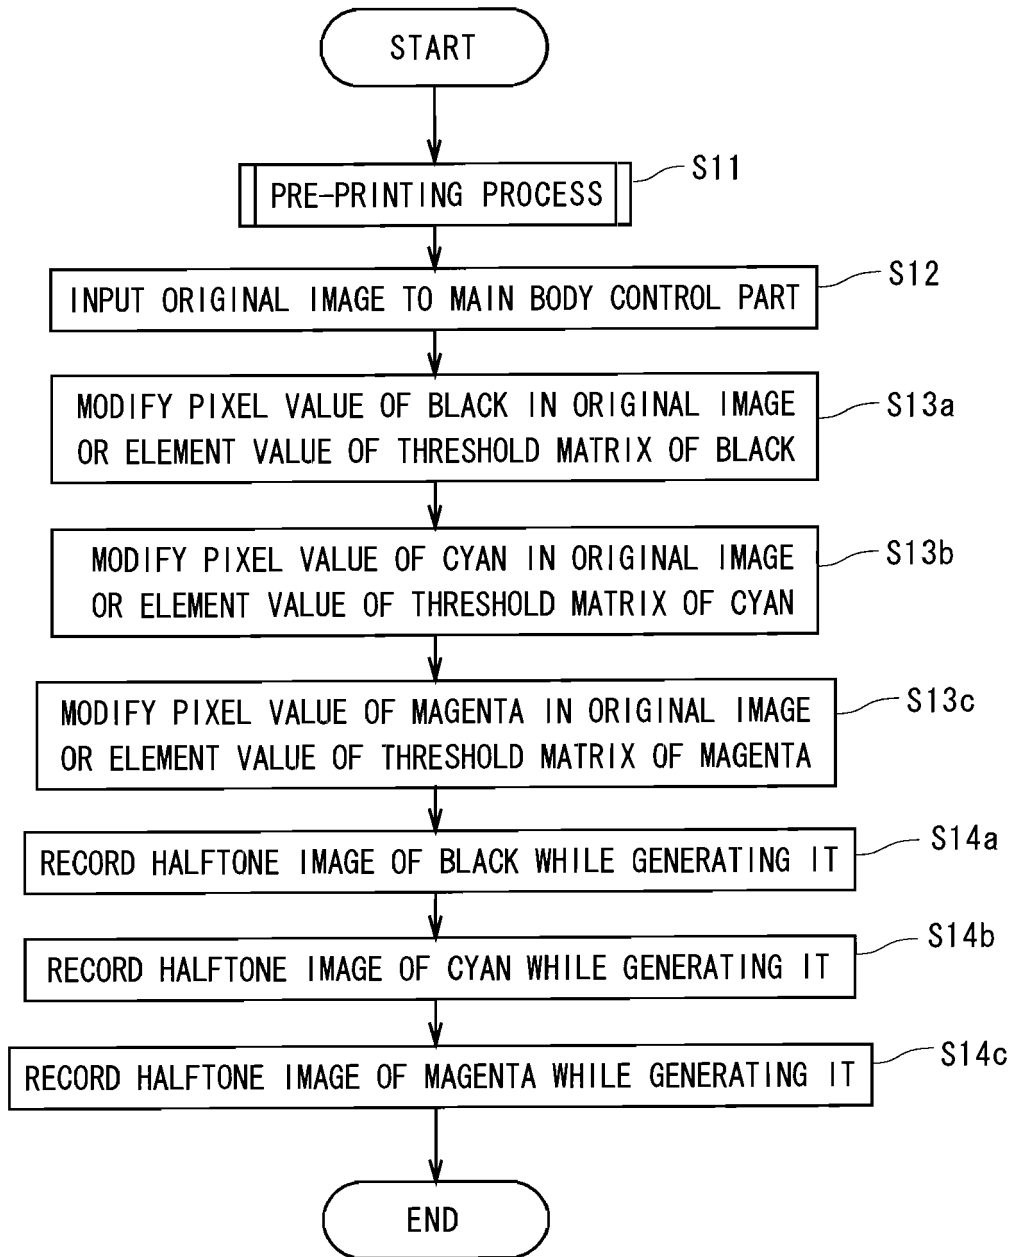 START
PRE-PRINTING PROCESS
S11
INPUT ORIGINAL IMAGE TO MAIN BODY CONTROL PART
S12
MODIFY PIXEL VALUE OF BLACK IN ORIGINAL IMAGE
OR ELEMENT VALUE OF THRESHOLD MATRIX OF BLACK
S13a
MODIFY PIXEL VALUE OF CYAN IN ORIGINAL IMAGE
OR ELEMENT VALUE OF THRESHOLD MATRIX OF CYAN
S13b
MODIFY PIXEL VALUE OF MAGENTA IN ORIGINAL IMAGE
OR ELEMENT VALUE OF THRESHOLD MATRIX OF MAGENTA
S13c
RECORD HALFTONE IMAGE OF BLACK WHILE GENERATING IT
S14a
RECORD HALFTONE IMAGE OF CYAN WHILE GENERATING IT
S14b
RECORD HALFTONE IMAGE OF MAGENTA WHILE GENERATING IT
S14c
END